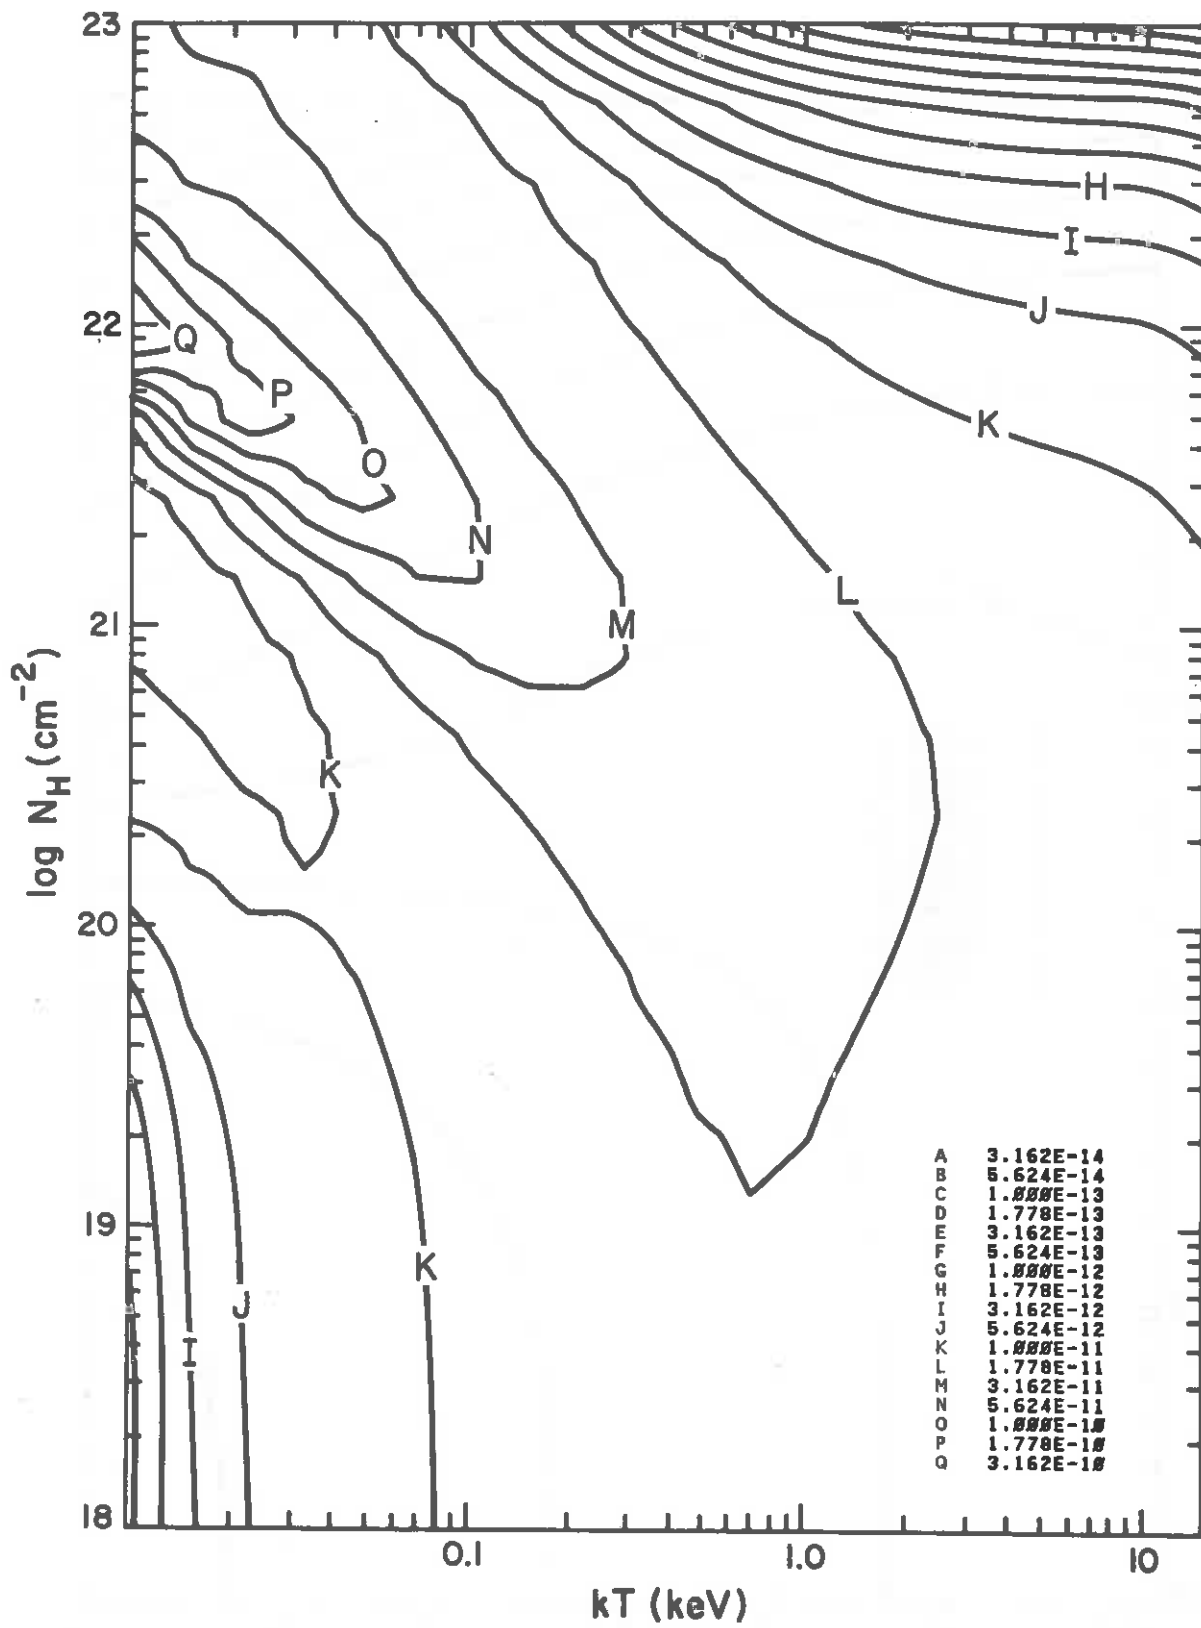 23
H
I
J
22
Q
P
K
O
N
L
21
M
K
log N_H (cm^-2)
20
A 3.162E-14
B 5.624E-14
C 1.000E-13
D 1.778E-13
19
E 3.162E-13
F 5.624E-13
K
G 1.000E-12
H 1.778E-12
J
I 3.162E-12
J 5.624E-12
I
K 1.000E-11
L 1.778E-11
M 3.162E-11
N 5.624E-11
O 1.000E-10
P 1.778E-10
Q 3.162E-10
18
0.1 1.0 10
kT (keV)